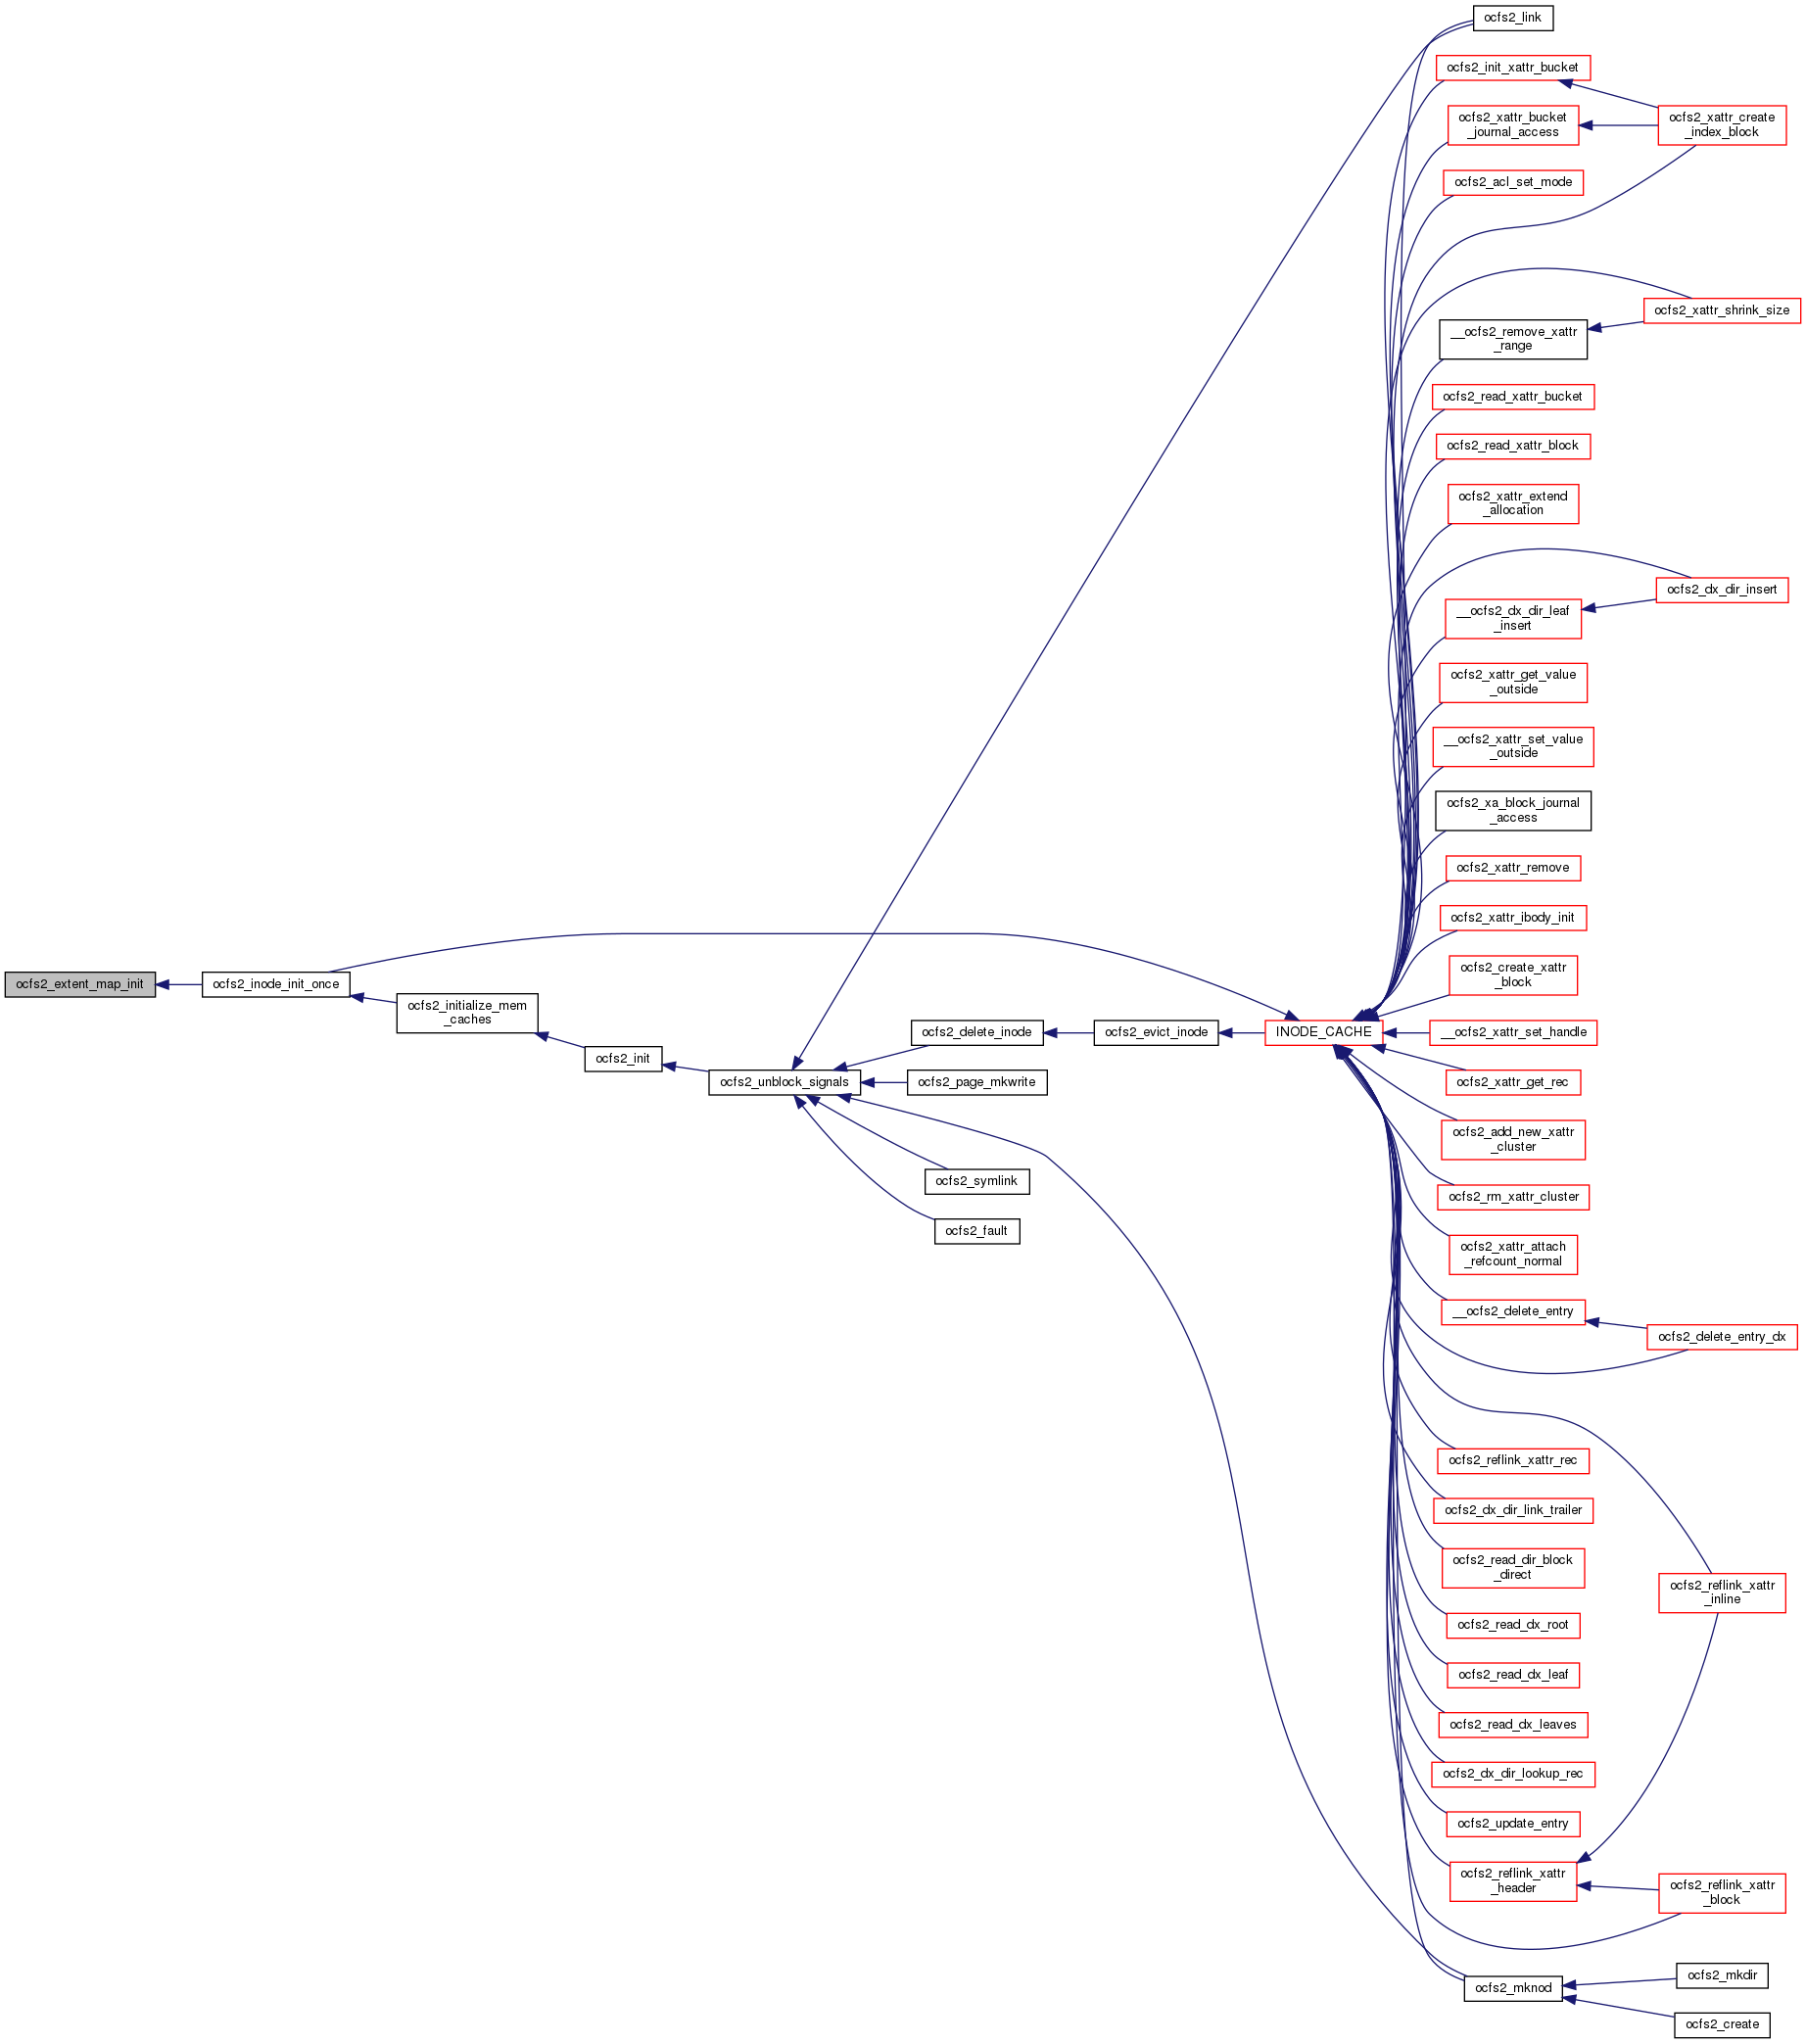 ocfs2_link
ocfs2_init_xattr_bucket
ocfs2_xattr_bucket
_journal_access
ocfs2_xattr_create
_index_block
ocfs2_acl_set_mode
ocfs2_xattr_shrink_size
__ocfs2_remove_xattr
_range
ocfs2_read_xattr_bucket
ocfs2_read_xattr_block
ocfs2_xattr_extend
_allocation
ocfs2_dx_dir_insert
__ocfs2_dx_dir_leaf
_insert
ocfs2_xattr_get_value
_outside
__ocfs2_xattr_set_value
_outside
ocfs2_xa_block_journal
_access
ocfs2_xattr_remove
ocfs2_xattr_ibody_init
ocfs2_create_xattr
_block
ocfs2_extent_map_init
ocfs2_inode_init_once
ocfs2_initialize_mem
_caches
ocfs2_init
ocfs2_unblock_signals
ocfs2_delete_inode
ocfs2_evict_inode
INODE_CACHE
__ocfs2_xattr_set_handle
ocfs2_page_mkwrite
ocfs2_xattr_get_rec
ocfs2_add_new_xattr
_cluster
ocfs2_symlink
ocfs2_rm_xattr_cluster
ocfs2_fault
ocfs2_xattr_attach
_refcount_normal
__ocfs2_delete_entry
ocfs2_delete_entry_dx
ocfs2_reflink_xattr_rec
ocfs2_dx_dir_link_trailer
ocfs2_read_dir_block
_direct
ocfs2_reflink_xattr
_inline
ocfs2_read_dx_root
ocfs2_read_dx_leaf
ocfs2_read_dx_leaves
ocfs2_dx_dir_lookup_rec
ocfs2_update_entry
ocfs2_reflink_xattr
_header
ocfs2_reflink_xattr
_block
ocfs2_mknod
ocfs2_mkdir
ocfs2_create